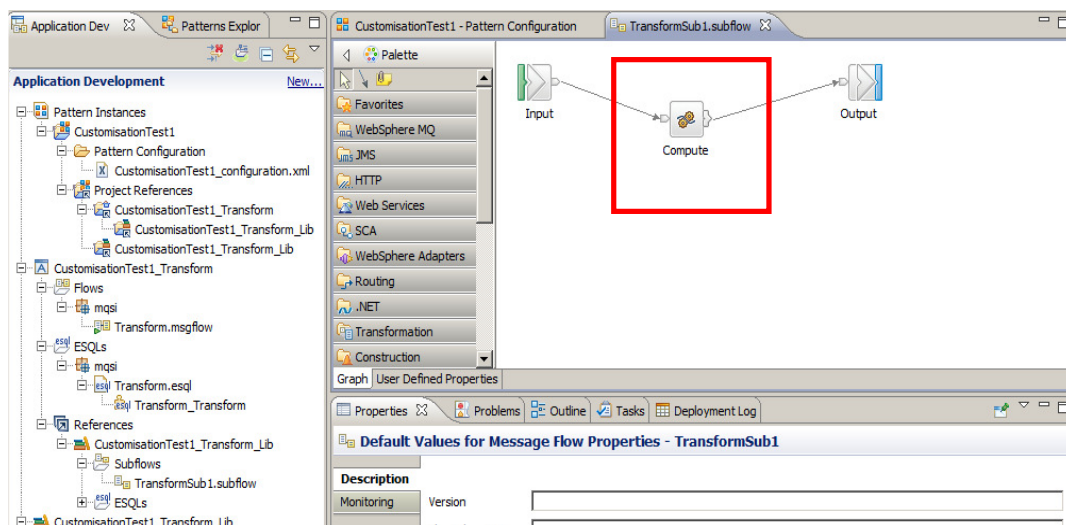 Application Dev
Patterns Explor
Application Development
New...
Pattern Instances
CustomisationTest1
Pattern Configuration
CustomisationTest1_configuration.xml
Project References
CustomisationTest1_Transform
CustomisationTest1_Transform_Lib
CustomisationTest1_Transform_Lib
CustomisationTest1_Transform
Flows
mqsi
Transform.msgflow
ESQLs
mqsi
Transform.esql
Transform_Transform
References
CustomisationTest1_Transform_Lib
Subflows
TransformSub1.subflow
ESQLs
CustomisationTest1_Transform_Lib
CustomisationTest1 - Pattern Configuration
TransformSub1.subflow
Palette
Favorites
WebSphere MQ
JMS
HTTP
Web Services
SCA
WebSphere Adapters
Routing
.NET
Transformation
Construction
Graph
User Defined Properties
Input
Compute
Output
Properties
Problems
Outline
Tasks
Deployment Log
Default Values for Message Flow Properties - TransformSub1
Description
Monitoring
Version